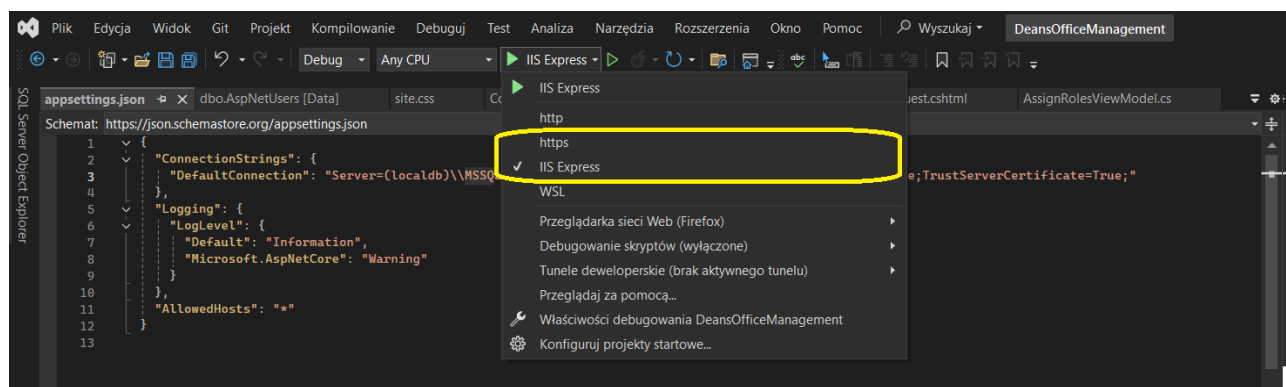 Plik Edycja Widok Git Projekt Kompilowanie Debuguj Test Analiza Narzędzia Rozszerzenia Okno Pomoc Wyszukaj DeansOfficeManagement
Debug Any CPU IIS Express
SQL Server Object Explorer
appsettings.json dbo.AspNetUsers [Data] site.css uest.cshtml AssignRolesViewModel.cs
Schemat: https://json.schemastore.org/appsettings.json
1 {
2 "ConnectionStrings": {
3 "DefaultConnection": "Server=(localdb)\\MSSQ e;TrustServerCertificate=True;"
4 },
5 "Logging": {
6 "LogLevel": {
7 "Default": "Information",
8 "Microsoft.AspNetCore": "Warning"
9 }
10 },
11 "AllowedHosts": "*"
12 }
13
IIS Express
http
https
IIS Express
WSL
Przeglądarka sieci Web (Firefox)
Debugowanie skryptów (wyłączone)
Tunele deweloperskie (brak aktywnego tunelu)
Przeglądaj za pomocą...
Właściwości debugowania DeansOfficeManagement
Konfiguruj projekty startowe...